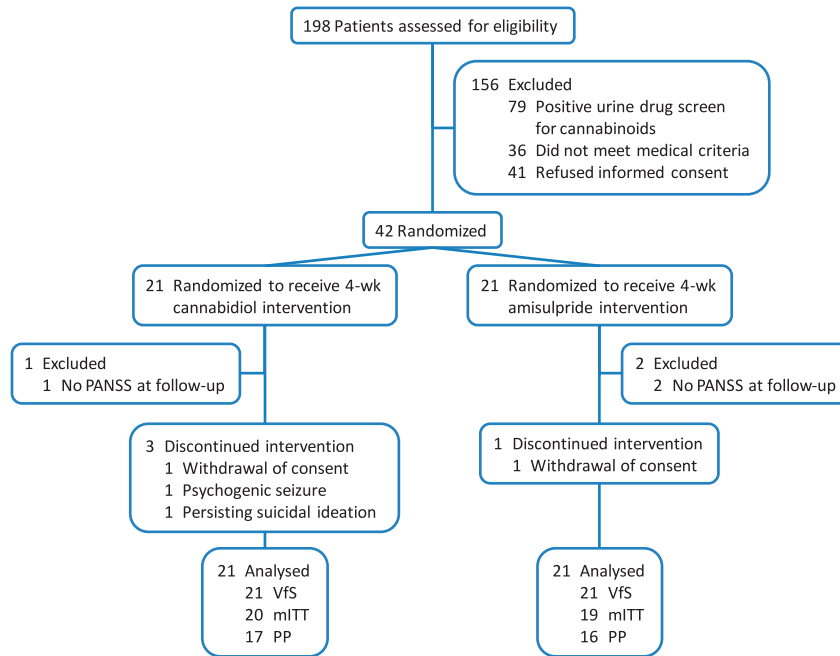 198 Patients assessed for eligibility
156 Excluded
79 Positive urine drug screen
for cannabinoids
36 Did not meet medical criteria
41 Refused informed consent
42 Randomized
21 Randomized to receive 4-wk
cannabidiol intervention
21 Randomized to receive 4-wk
amisulpride intervention
1 Excluded
1 No PANSS at follow-up
2 Excluded
2 No PANSS at follow-up
3 Discontinued intervention
1 Withdrawal of consent
1 Psychogenic seizure
1 Persisting suicidal ideation
1 Discontinued intervention
1 Withdrawal of consent
21 Analysed
21 VfS
20 mITT
17 PP
21 Analysed
21 VfS
19 mITT
16 PP